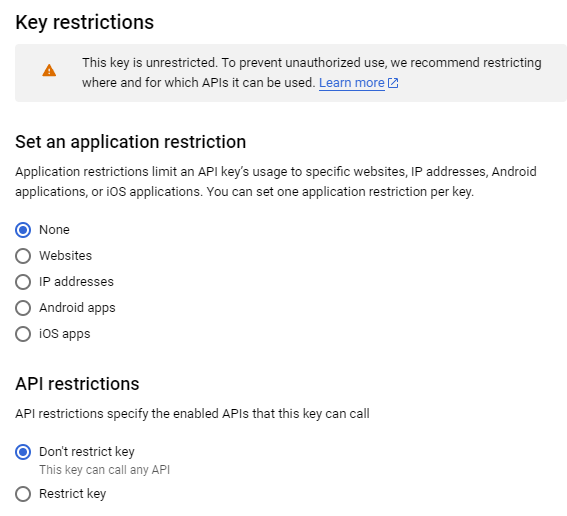 Key restrictions
This key is unrestricted. To prevent unauthorized use, we recommend restricting
where and for which APIs it can be used. Learn more
Set an application restriction
Application restrictions limit an API key’s usage to specific websites, IP addresses, Android
applications, or iOS applications. You can set one application restriction per key.
None
Websites
IP addresses
Android apps
iOS apps
API restrictions
API restrictions specify the enabled APIs that this key can call
Don't restrict key
This key can call any API
Restrict key